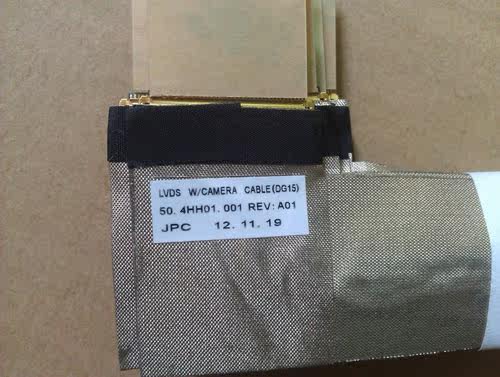 LVDS W/CAMERA CABLE(DG15)
50.4HH01.001 REV:A01
JPC 12.11.19